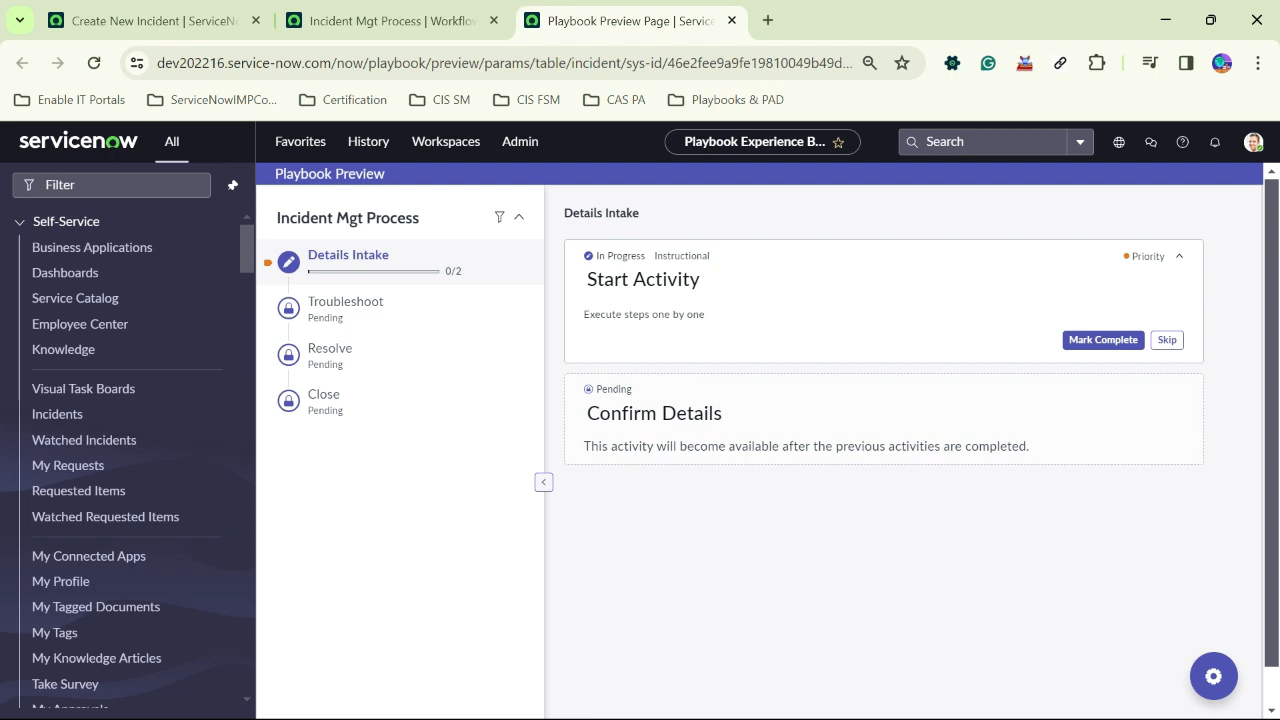 Create New Incident | ServiceNe
Incident Mgt Process | Workflow
Playbook Preview Page | Service
dev202216.service-now.com/now/playbook/preview/params/table/incident/sys-id/46e2fee9a9fe19810049b49d...
Enable IT Portals
ServiceNowIMPCo...
Certification
CIS SM
CIS FSM
CAS PA
Playbooks & PAD
servicenow
All
Favorites
History
Workspaces
Admin
Playbook Experience B...
Search
Filter
Self-Service
Business Applications
Dashboards
Service Catalog
Employee Center
Knowledge
Visual Task Boards
Incidents
Watched Incidents
My Requests
Requested Items
Watched Requested Items
My Connected Apps
My Profile
My Tagged Documents
My Tags
My Knowledge Articles
Take Survey
My Approvals
Playbook Preview
Incident Mgt Process
Details Intake
0/2
Troubleshoot
Pending
Resolve
Pending
Close
Pending
Details Intake
In Progress Instructional
Priority
Start Activity
Execute steps one by one
Mark Complete
Skip
Pending
Confirm Details
This activity will become available after the previous activities are completed.